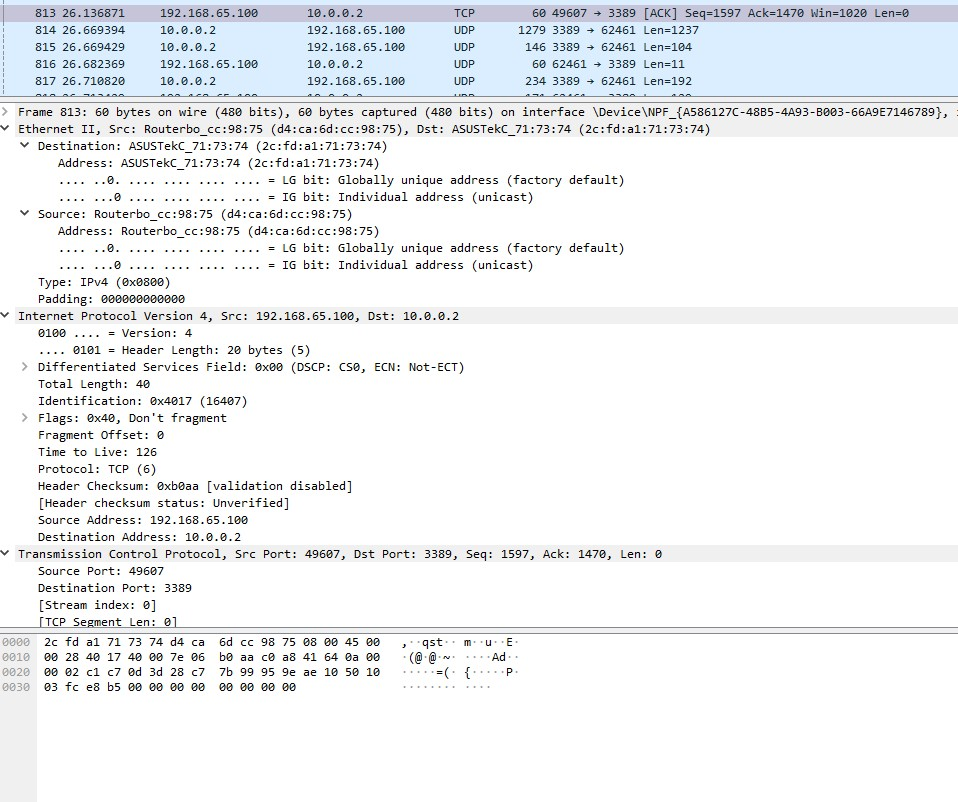 813 26.136871 192.168.65.100 10.0.0.2 TCP 60 49607 → 3389 [ACK] Seq=1597 Ack=1470 Win=1020 Len=0
814 26.669394 10.0.0.2 192.168.65.100 UDP 1279 3389 → 62461 Len=1237
815 26.669429 10.0.0.2 192.168.65.100 UDP 146 3389 → 62461 Len=104
816 26.682369 192.168.65.100 10.0.0.2 UDP 60 62461 → 3389 Len=11
817 26.710820 10.0.0.2 192.168.65.100 UDP 234 3389 → 62461 Len=192
Frame 813: 60 bytes on wire (480 bits), 60 bytes captured (480 bits) on interface \Device\NPF_{A586127C-48B5-4A93-B003-66A9E7146789},
Ethernet II, Src: Routerbo_cc:98:75 (d4:ca:6d:cc:98:75), Dst: ASUSTekC_71:73:74 (2c:fd:a1:71:73:74)
Destination: ASUSTekC_71:73:74 (2c:fd:a1:71:73:74)
Address: ASUSTekC_71:73:74 (2c:fd:a1:71:73:74)
.... ..0. .... .... .... .... = LG bit: Globally unique address (factory default)
.... ...0 .... .... .... .... = IG bit: Individual address (unicast)
Source: Routerbo_cc:98:75 (d4:ca:6d:cc:98:75)
Address: Routerbo_cc:98:75 (d4:ca:6d:cc:98:75)
.... ..0. .... .... .... .... = LG bit: Globally unique address (factory default)
.... ...0 .... .... .... .... = IG bit: Individual address (unicast)
Type: IPv4 (0x0800)
Padding: 000000000000
Internet Protocol Version 4, Src: 192.168.65.100, Dst: 10.0.0.2
0100 .... = Version: 4
.... 0101 = Header Length: 20 bytes (5)
Differentiated Services Field: 0x00 (DSCP: CS0, ECN: Not-ECT)
Total Length: 40
Identification: 0x4017 (16407)
Flags: 0x40, Don't fragment
Fragment Offset: 0
Time to Live: 126
Protocol: TCP (6)
Header Checksum: 0xb0aa [validation disabled]
[Header checksum status: Unverified]
Source Address: 192.168.65.100
Destination Address: 10.0.0.2
Transmission Control Protocol, Src Port: 49607, Dst Port: 3389, Seq: 1597, Ack: 1470, Len: 0
Source Port: 49607
Destination Port: 3389
[Stream index: 0]
[TCP Segment Len: 0]
0000 2c fd a1 71 73 74 d4 ca 6d cc 98 75 08 00 45 00 ,··qst·· m··u··E·
0010 00 28 40 17 40 00 7e 06 b0 aa c0 a8 41 64 0a 00 ·(@·@·~· ····Ad··
0020 00 02 c1 c7 0d 3d 28 c7 7b 99 95 9e ae 10 50 10 ·····=(· {·····P·
0030 03 fc e8 b5 00 00 00 00 00 00 00 00 ········ ····